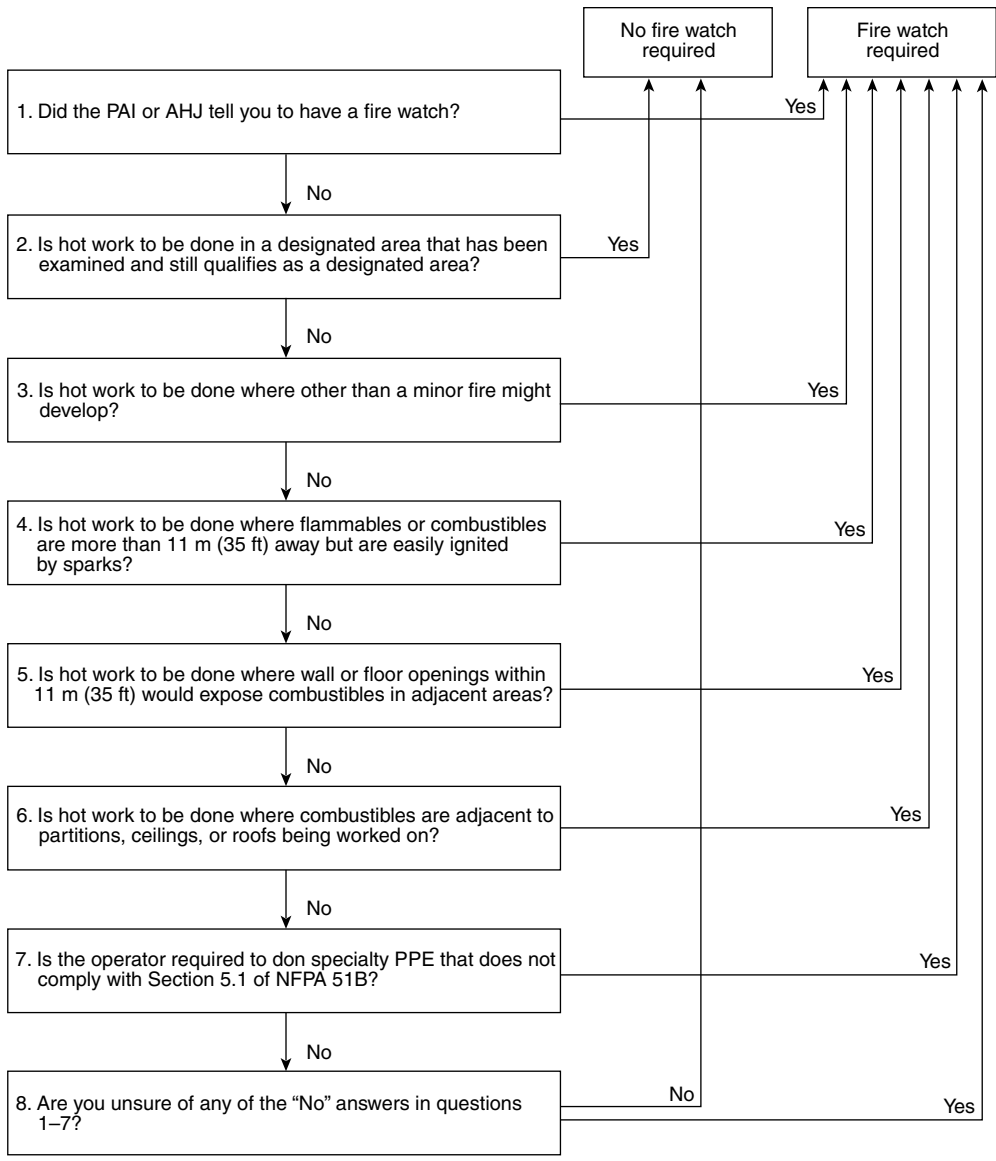 No fire watch
required
Fire watch
required
1. Did the PAI or AHJ tell you to have a fire watch?
Yes
No
2. Is hot work to be done in a designated area that has been
examined and still qualifies as a designated area?
Yes
No
3. Is hot work to be done where other than a minor fire might
develop?
Yes
No
4. Is hot work to be done where flammables or combustibles
are more than 11 m (35 ft) away but are easily ignited
by sparks?
Yes
No
5. Is hot work to be done where wall or floor openings within
11 m (35 ft) would expose combustibles in adjacent areas?
Yes
No
6. Is hot work to be done where combustibles are adjacent to
partitions, ceilings, or roofs being worked on?
Yes
No
7. Is the operator required to don specialty PPE that does not
comply with Section 5.1 of NFPA 51B?
Yes
No
8. Are you unsure of any of the “No” answers in questions
1–7?
No
Yes